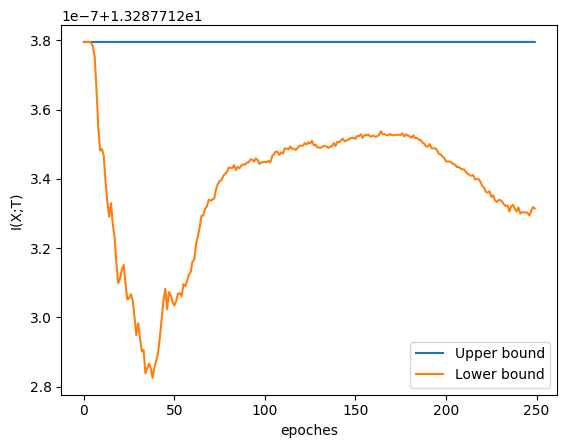 1e-7+1.3287712e1
3.8
3.6
3.4
3.2
3.0
2.8
I(X;T)
Upper bound
Lower bound
0 50 100 150 200 250
epoches